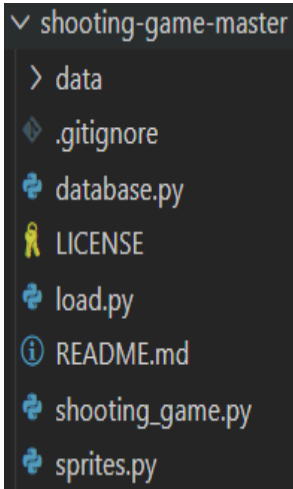 shooting-game-master
data
.gitignore
database.py
LICENSE
load.py
README.md
shooting_game.py
sprites.py